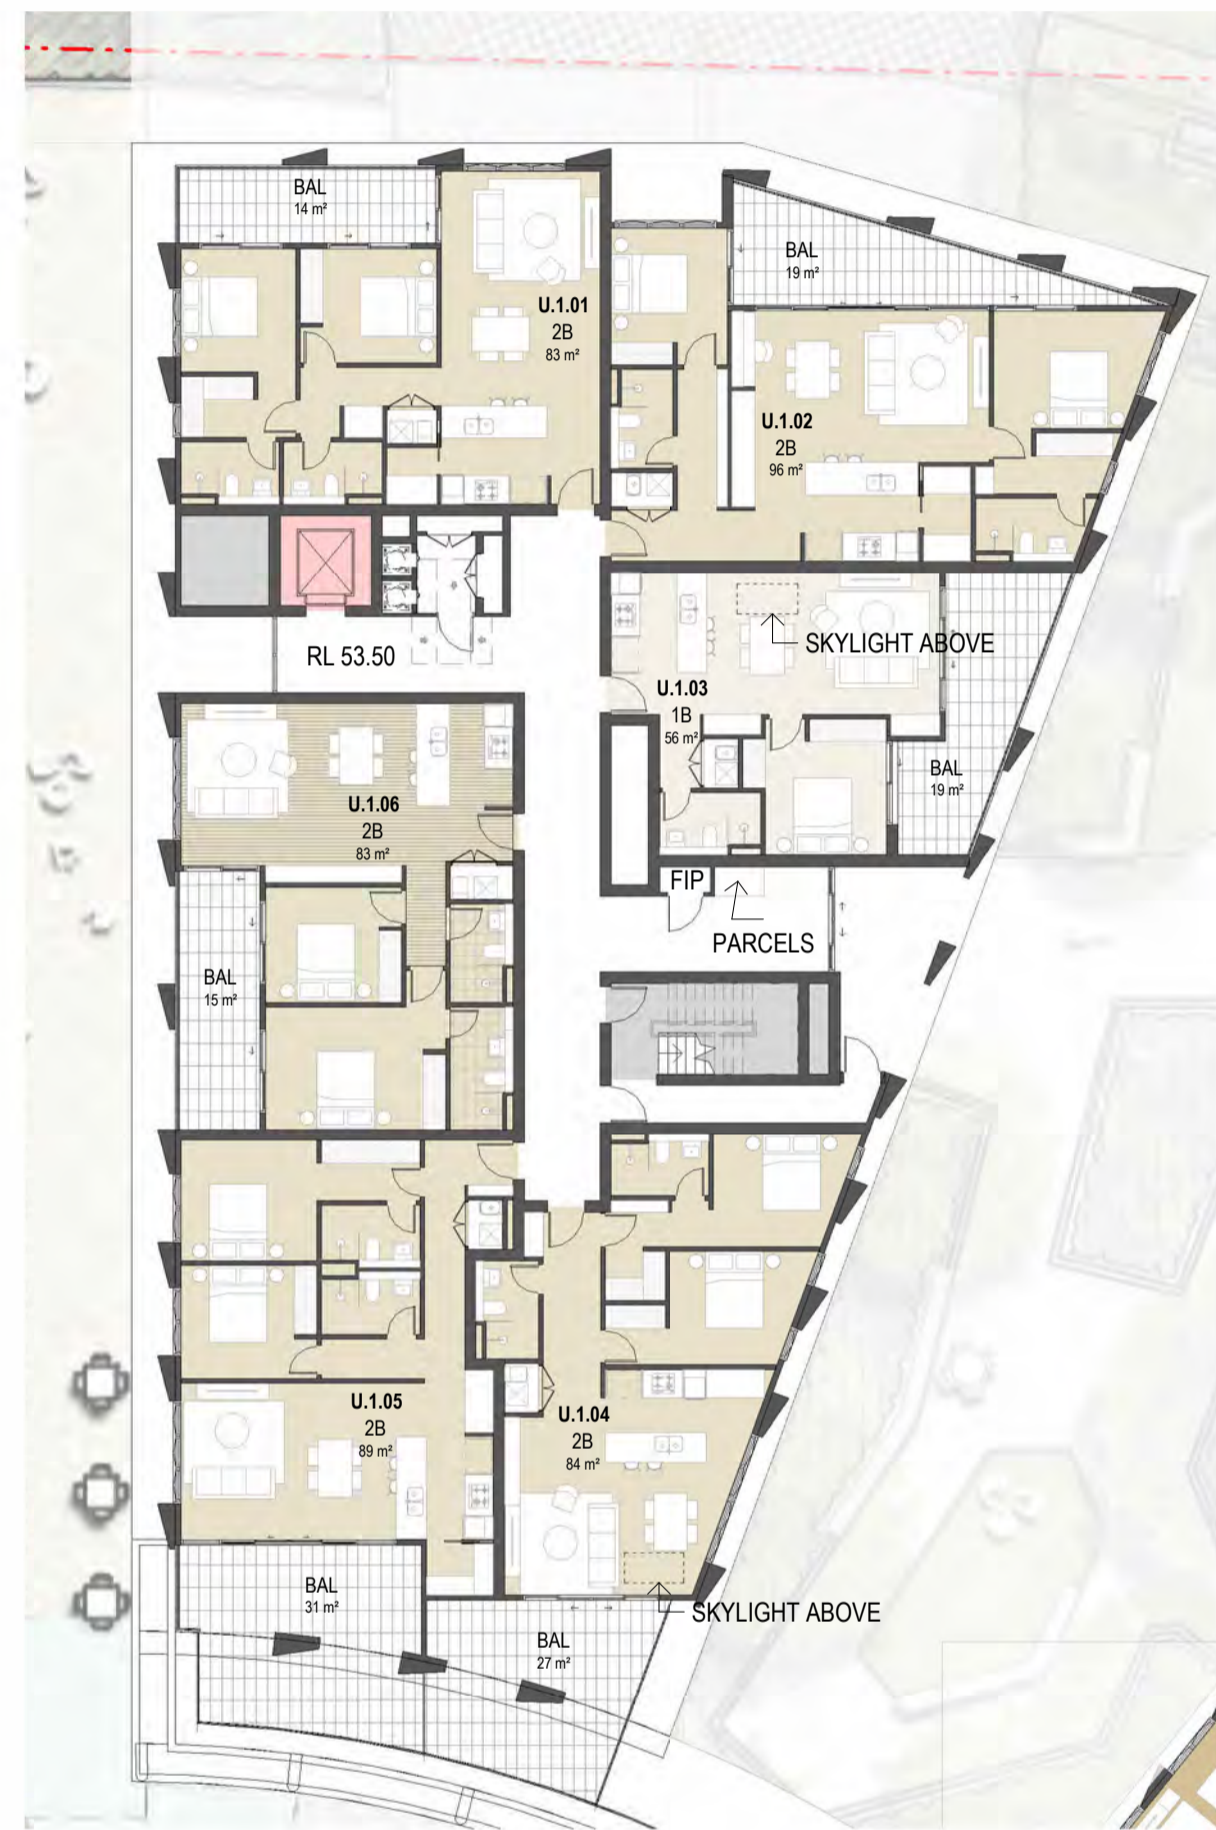 BAL
14 m²
BAL
19 m²
U.1.01
2B
83 m²
U.1.02
2B
96 m²
RL 53.50
SKYLIGHT ABOVE
U.1.03
1B
56 m²
BAL
19 m²
U.1.06
2B
83 m²
FIP
PARCELS
BAL
15 m²
U.1.05
2B
89 m²
U.1.04
2B
84 m²
BAL
31 m²
SKYLIGHT ABOVE
BAL
27 m²